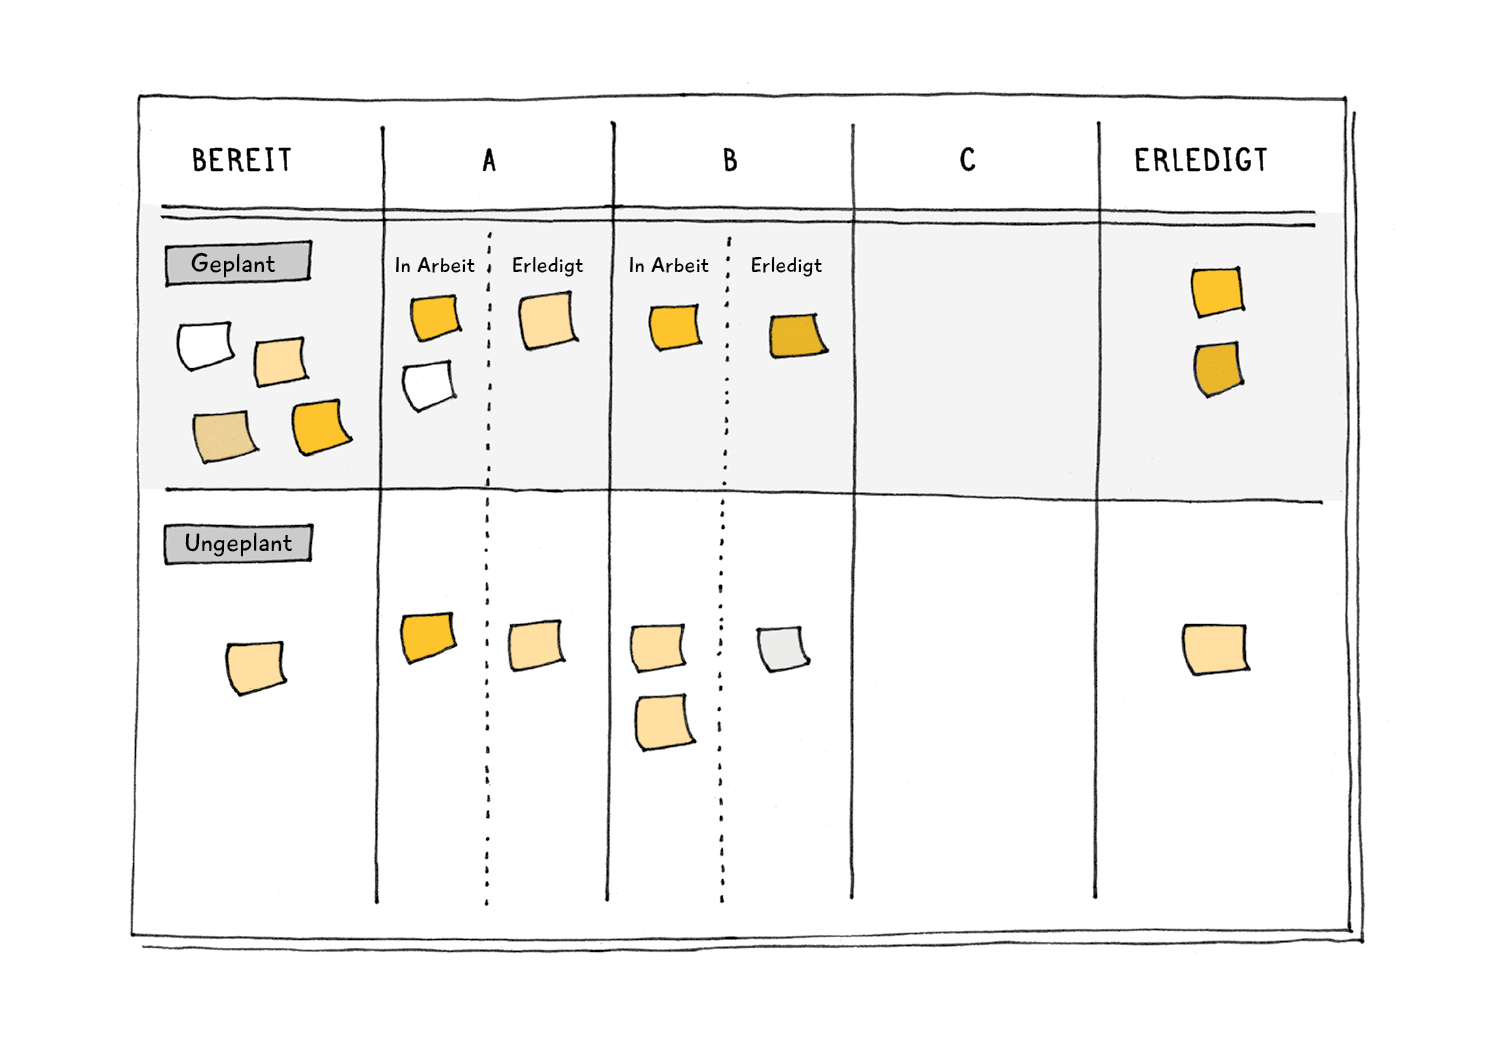 BEREIT
A
B
C
ERLEDIGT
Geplant
In Arbeit
Erledigt
In Arbeit
Erledigt
Ungeplant